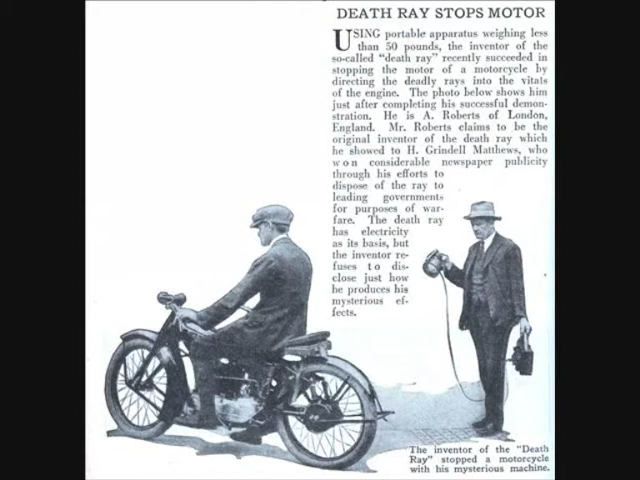 DEATH RAY STOPS MOTOR
USING portable apparatus weighing less
than 50 pounds, the inventor of the
so-called "death ray" recently succeeded in
stopping the motor of a motorcycle by
directing the deadly rays into the vitals
of the engine. The photo below shows him
just after completing his successful demon-
stration. He is A. Roberts of London,
England. Mr. Roberts claims to be the
original inventor of the death ray which
he showed to H. Grindell Matthews, who
won considerable newspaper publicity
through his efforts to
dispose of the ray to
leading governments
for purposes of war-
fare. The death ray
has electricity
as its basis, but
the inventor re-
fuses to dis-
close just how
he produces his
mysterious ef-
fects.
The inventor of the "Death
Ray" stopped a motorcycle
with his mysterious machine.